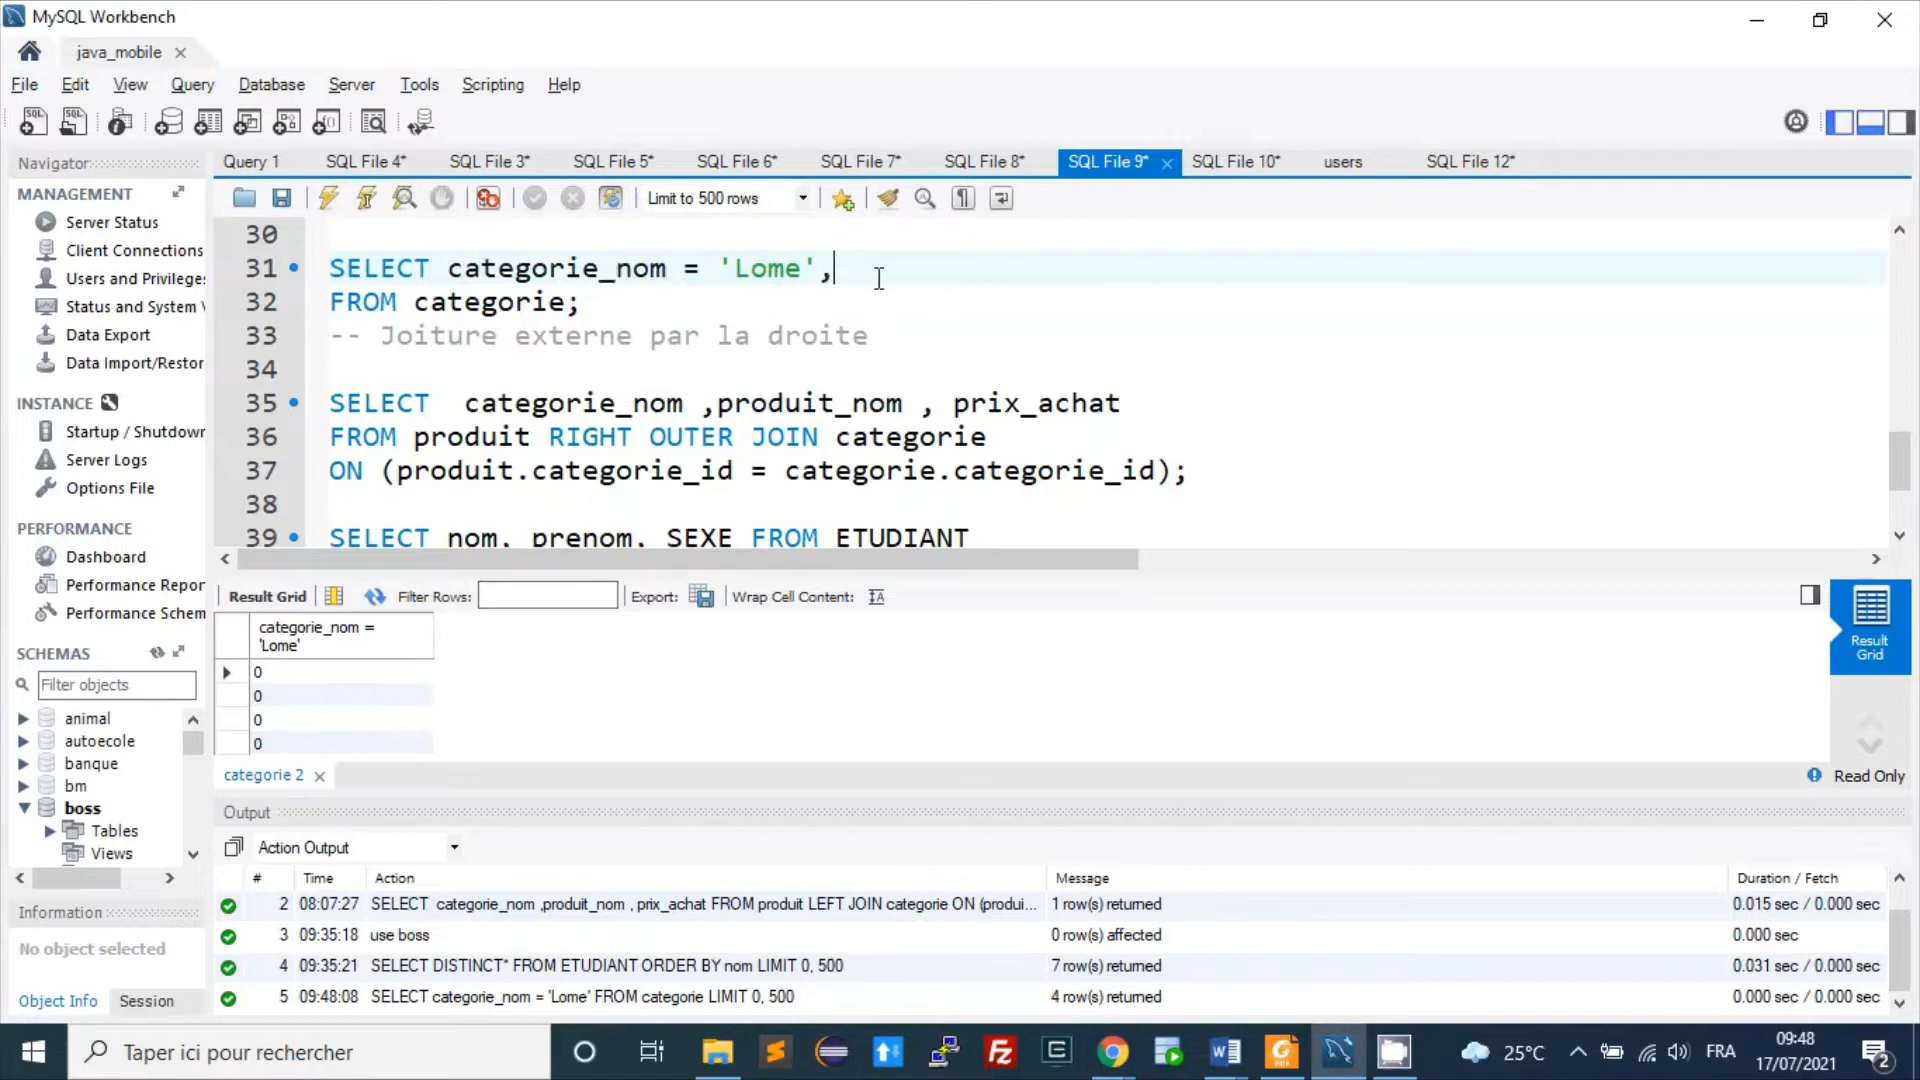 MySQL Workbench
java_mobile
File Edit View Query Database Server Tools Scripting Help
Navigator
Query 1 SQL File 4* SQL File 3* SQL File 5* SQL File 6* SQL File 7* SQL File 8* SQL File 9* SQL File 10* users SQL File 12*
MANAGEMENT
Server Status
Client Connections
Users and Privilege
Status and System V
Data Export
Data Import/Restor
INSTANCE
Startup / Shutdown
Server Logs
Options File
PERFORMANCE
Dashboard
Performance Repor
Performance Schem
SCHEMAS
Filter objects
animal
autoecole
banque
bm
boss
Tables
Views
Information
No object selected
Object Info Session
Limit to 500 rows
30
31 SELECT categorie_nom = 'Lome',
32 FROM categorie;
33 -- Joiture externe par la droite
34
35 SELECT categorie_nom ,produit_nom , prix_achat
36 FROM produit RIGHT OUTER JOIN categorie
37 ON (produit.categorie_id = categorie.categorie_id);
38
39 SELECT nom, prenom, SEXE FROM ETUDIANT
Result Grid Filter Rows: Export: Wrap Cell Content:
categorie_nom =
'Lome'
0
0
0
0
Result
Grid
categorie 2
Read Only
Output
Action Output
# Time Action Message Duration / Fetch
2 08:07:27 SELECT categorie_nom ,produit_nom , prix_achat FROM produit LEFT JOIN categorie ON (produi... 1 row(s) returned 0.015 sec / 0.000 sec
3 09:35:18 use boss 0 row(s) affected 0.000 sec
4 09:35:21 SELECT DISTINCT* FROM ETUDIANT ORDER BY nom LIMIT 0, 500 7 row(s) returned 0.031 sec / 0.000 sec
5 09:48:08 SELECT categorie_nom = 'Lome' FROM categorie LIMIT 0, 500 4 row(s) returned 0.000 sec / 0.000 sec
Taper ici pour rechercher
25°C
FRA
09:48
17/07/2021
2